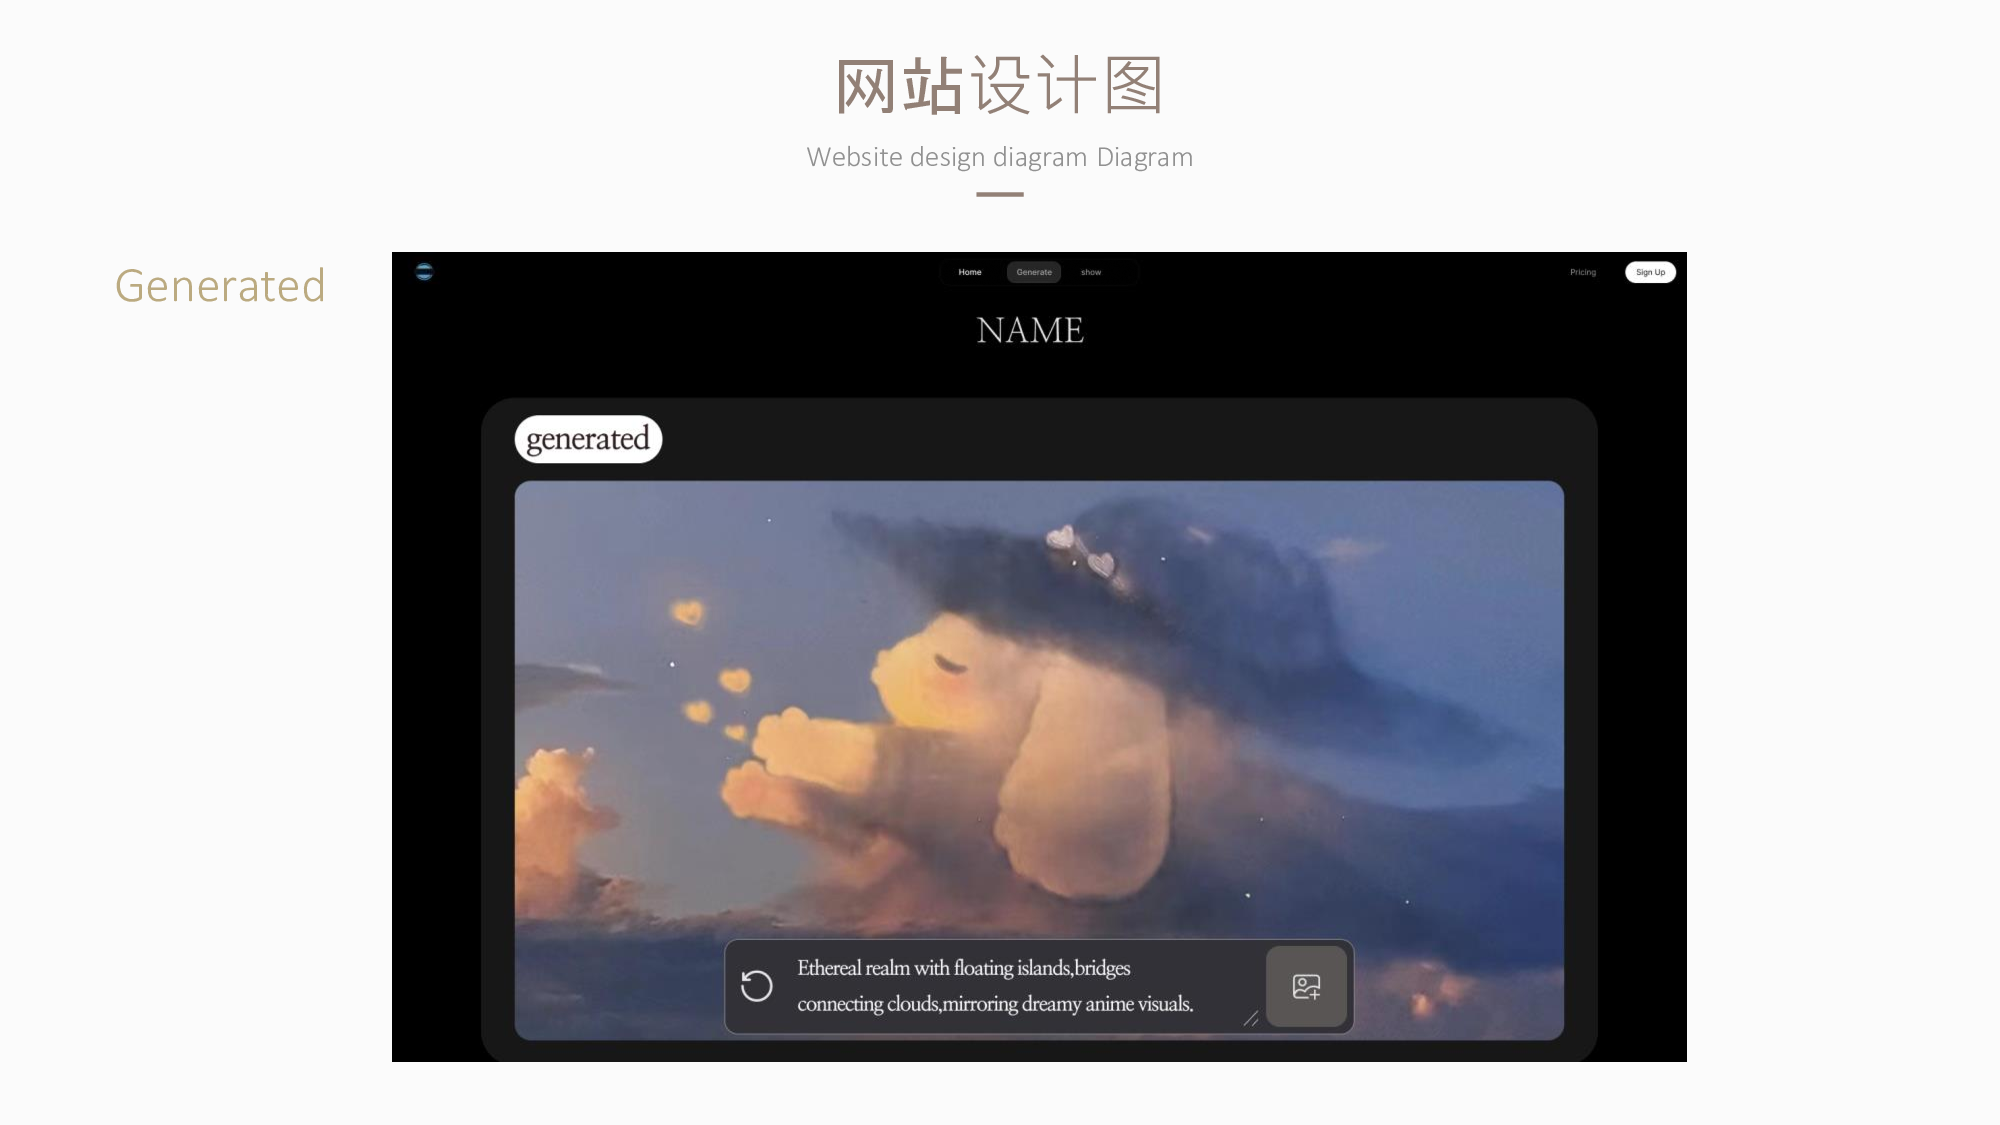 网站设计图
Website design diagram Diagram
Generated
Home Generate show Pricing Sign Up
NAME
generated
Ethereal realm with floating islands,bridges
connecting clouds,mirroring dreamy anime visuals.